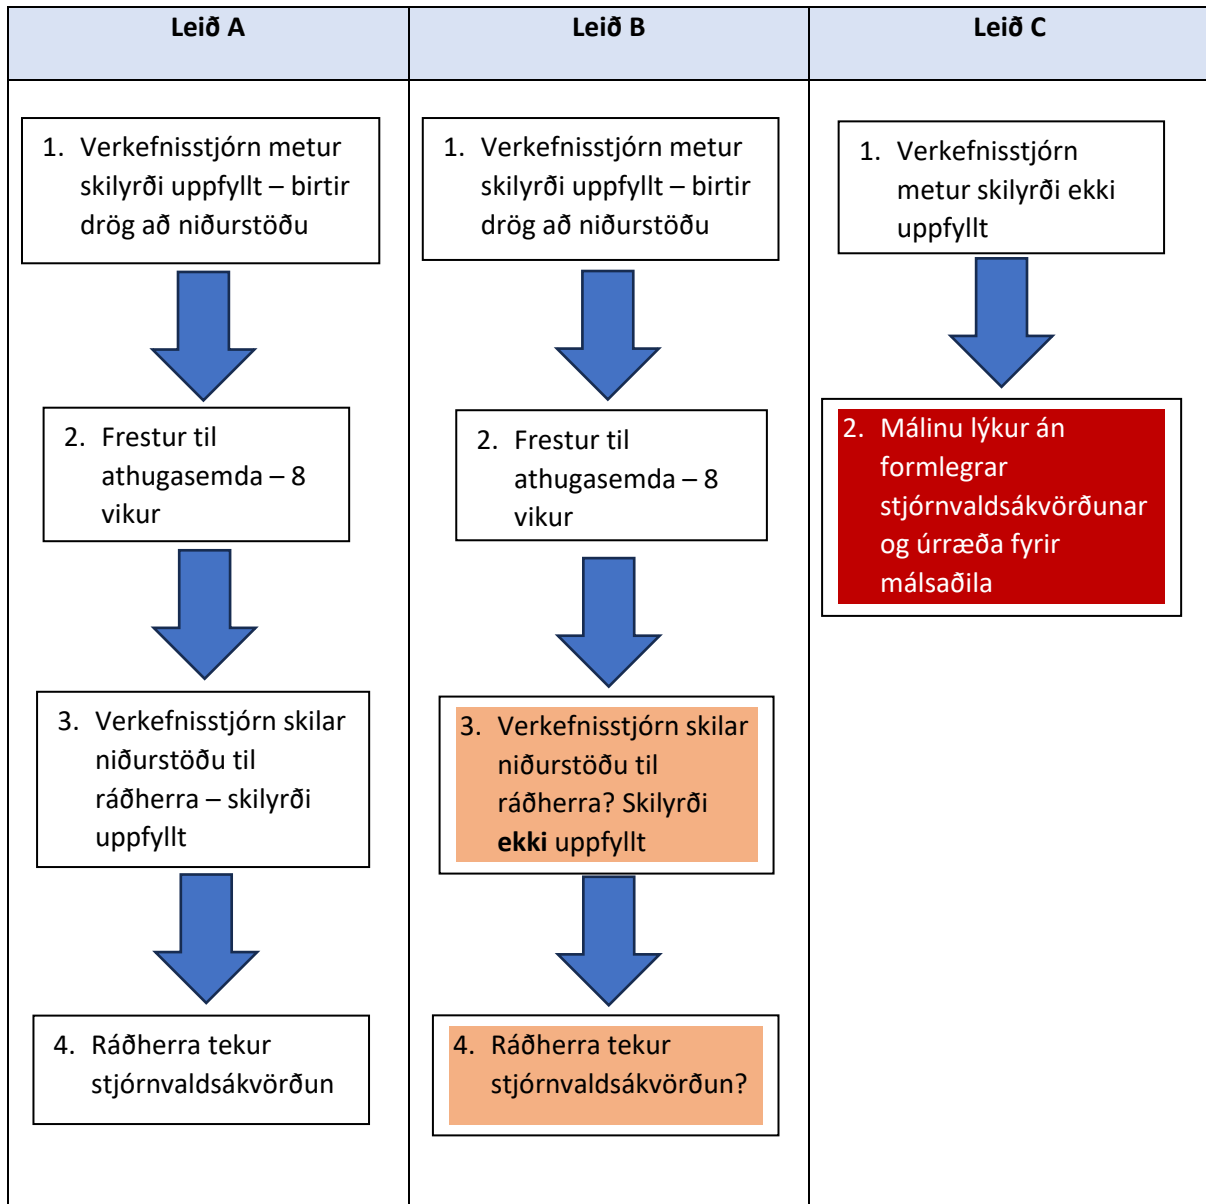 Leið A
Leið B
Leið C
1. Verkefnisstjórn metur
skilyrði uppfyllt – birtir
drög að niðurstöðu
2. Frestur til
athugasemda – 8
vikur
3. Verkefnisstjórn skilar
niðurstöðu til
ráðherra – skilyrði
uppfyllt
4. Ráðherra tekur
stjórnvaldsákvörðun
1. Verkefnisstjórn metur
skilyrði uppfyllt – birtir
drög að niðurstöðu
2. Frestur til
athugasemda – 8
vikur
3. Verkefnisstjórn skilar
niðurstöðu til
ráðherra? Skilyrði
ekki uppfyllt
4. Ráðherra tekur
stjórnvaldsákvörðun?
1. Verkefnisstjórn
metur skilyrði ekki
uppfyllt
2. Málinu lýkur án
formlegrar
stjórnvaldsákvörðunar
og úrræða fyrir
málsaðila